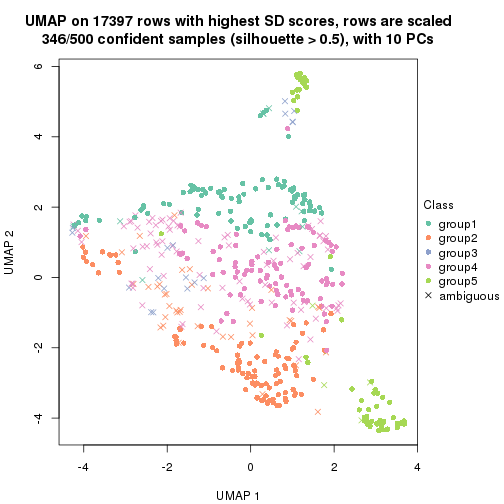 UMAP on 17397 rows with highest SD scores, rows are scaled
346/500 confident samples (silhouette > 0.5), with 10 PCs
6
4
2
0
-2
-4
UMAP 2
-4
-2
0
2
4
UMAP 1
Class
group1
group2
group3
group4
group5
ambiguous